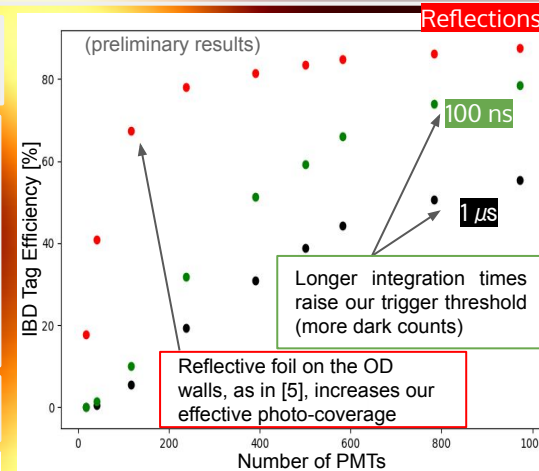 Reflections
(preliminary results)
80
60
40
20
0
IBD Tag Efficiency [%]
100 ns
1 μs
Longer integration times
raise our trigger threshold
(more dark counts)
Reflective foil on the OD
walls, as in [5], increases our
effective photo-coverage
0
200
400
600
800
100
Number of PMTs